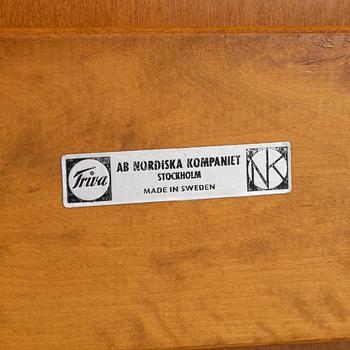 Triva
AB NORDISKA KOMPANIET
STOCKHOLM
MADE IN SWEDEN
NK